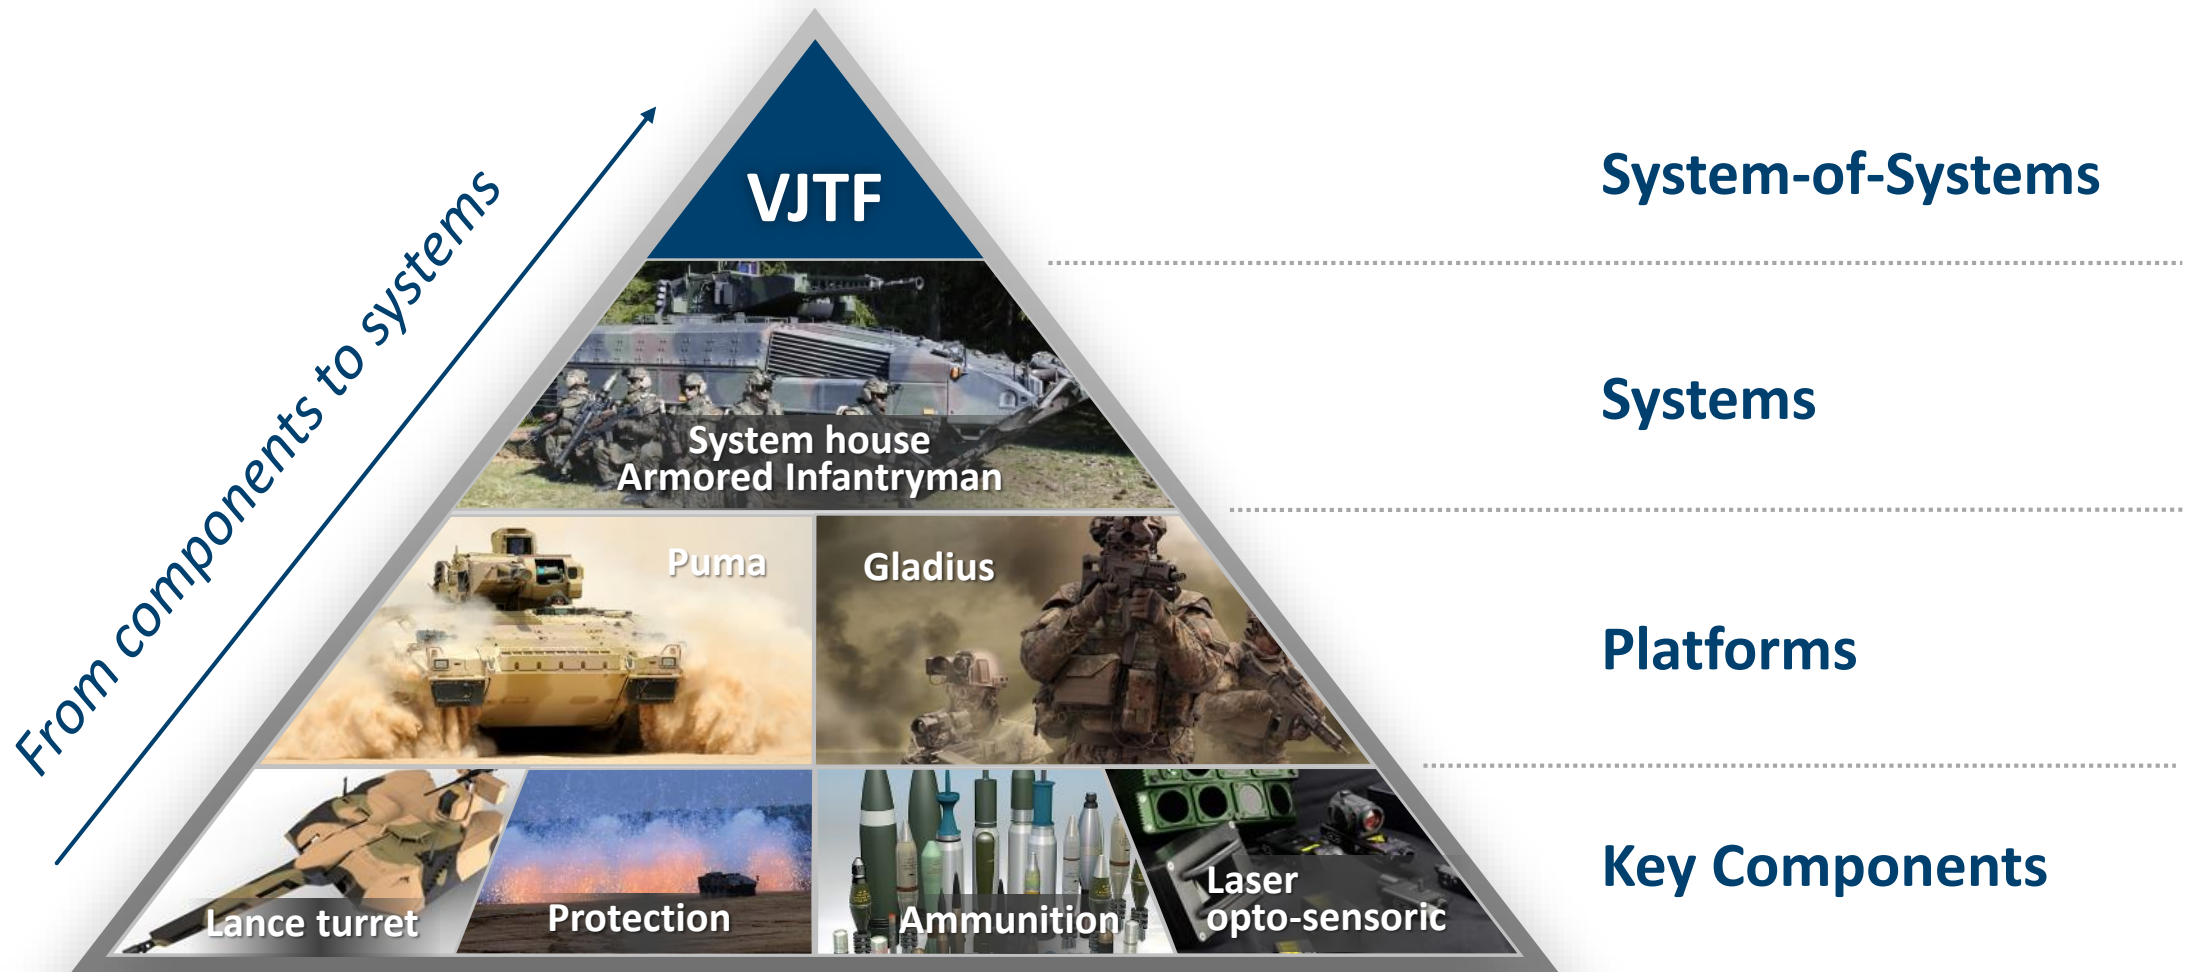 From components to systems
VJTF
System-of-Systems
System house
Armored Infantryman
Systems
Puma
Gladius
Platforms
Lance turret
Protection
Ammunition
Laser
opto-sensoric
Key Components